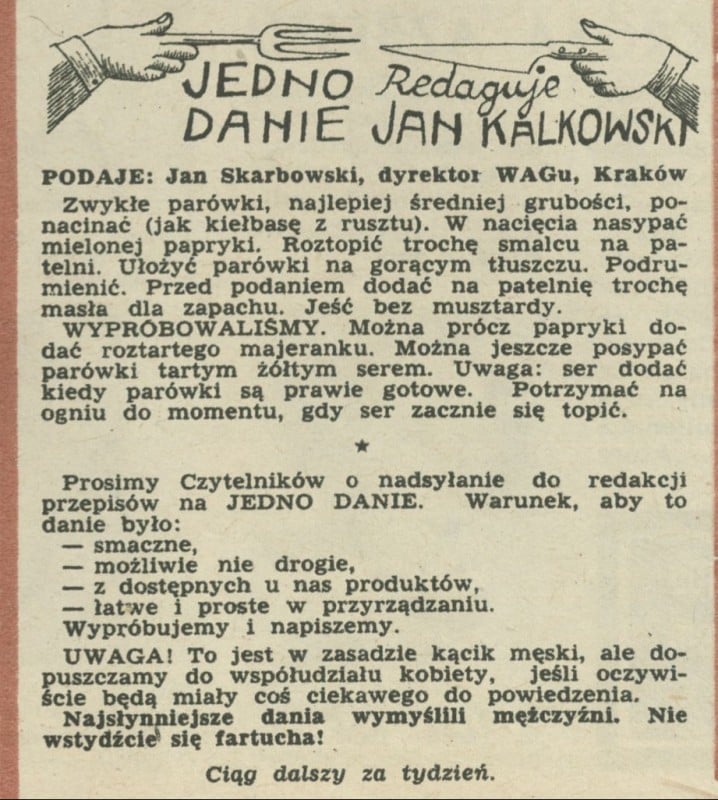 JEDNO Redaguje
DANIE JAN KALKOWSKI
PODAJE: Jan Skarbowski, dyrektor WAGu, Kraków
Zwykłe parówki, najlepiej średniej grubości, po-
nacinać (jak kiełbasę z rusztu). W nacięcia nasypać
mielonej papryki. Roztopić trochę smalcu na pa-
telni. Ułożyć parówki na gorącym tłuszczu. Podru-
mienić. Przed podaniem dodać na patelnię trochę
masła dla zapachu. Jeść bez musztardy.
WYPRÓBOWALIŚMY. Można prócz papryki do-
dać roztartego majeranku. Można jeszcze posypać
parówki tartym żółtym serem. Uwaga: ser dodać
kiedy parówki są prawie gotowe. Potrzymać na
ogniu do momentu, gdy ser zacznie się topić.
★
Prosimy Czytelników o nadsyłanie do redakcji
przepisów na JEDNO DANIE. Warunek, aby to
danie było:
— smaczne,
— możliwie nie drogie,
— z dostępnych u nas produktów,
— łatwe i proste w przyrządzaniu.
Wypróbujemy i napiszemy.
UWAGA! To jest w zasadzie kącik męski, ale do-
puszczamy do współudziału kobiety, jeśli oczywi-
ście będą miały coś ciekawego do powiedzenia.
Najsłynniejsze dania wymyślili mężczyźni. Nie
wstydźcie się fartucha!
Ciąg dalszy za tydzień.